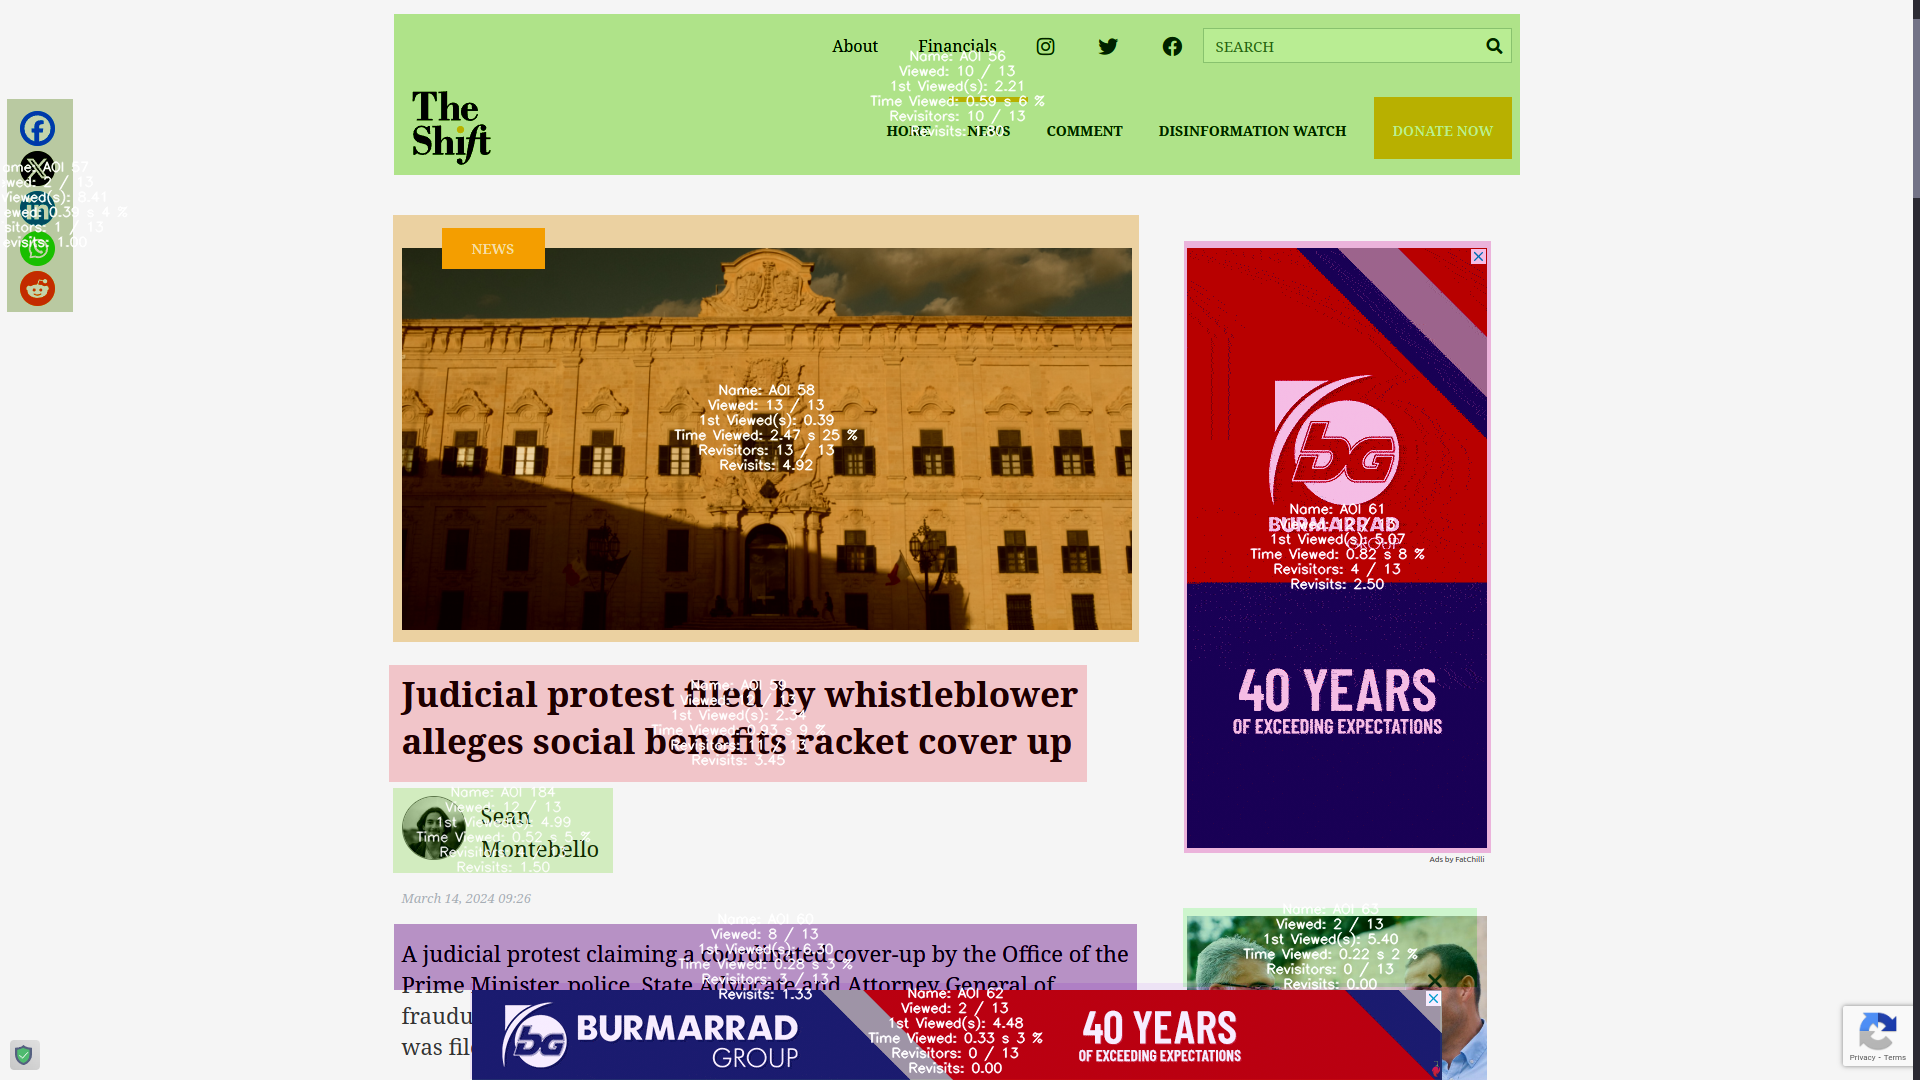 About
Financials
SEARCH
Name: AOI 56
Viewed: 10 / 13
1st Viewed(s): 2.21
Time Viewed: 0.59 s 6 %
Revisitors: 10 / 13
The
Shift
HOME
NEWS
COMMENT
DISINFORMATION WATCH
DONATE NOW
ame: AOI 57
wed: 2 / 13
Viewed(s): 8.41
ewed: 0.39 s 4 %
sitors: 1 / 13
evisits: 1.00
NEWS
Name: AOI 58
Viewed: 13 / 13
1st Viewed(s): 0.39
Time Viewed: 2.47 s 25 %
Revisitors: 13 / 13
Revisits: 4.92
bg
BURMARRAD
GROUP
Name: AOI 61
1st Viewed(s): 5.07
Time Viewed: 0.82 s 8 %
Revisitors: 4 / 13
Revisits: 2.50
40 YEARS
OF EXCEEDING EXPECTATIONS
Ads by FatChilli
Judicial protest filed by whistleblower
alleges social benefits racket cover up
Name: AOI 59
1st Viewed(s): 2.34
Time Viewed: 0.93 s 9 %
Revisitors: 11 / 13
Revisits: 3.45
Sean
Montebello
Name: AOI 184
Viewed: 12 / 13
1st Viewed(s): 4.99
Time Viewed: 0.52 s 5 %
Revisits: 1.50
March 14, 2024 09:26
A judicial protest claiming a coordinated cover-up by the Office of the
Prime Minister, police, State Advocate and Attorney General of
Name: AOI 60
Viewed: 8 / 13
1st Viewed(s): 6.30
Time Viewed: 0.28 s 3 %
Revisitors: 3 / 13
Revisits: 1.33
Name: AOI 63
Viewed: 2 / 13
1st Viewed(s): 5.40
Time Viewed: 0.22 s 2 %
Revisitors: 0 / 13
Revisits: 0.00
fraudu
was fil
bg BURMARRAD
GROUP
Name: AOI 62
Viewed: 2 / 13
1st Viewed(s): 4.48
Time Viewed: 0.33 s 3 %
Revisitors: 0 / 13
Revisits: 0.00
40 YEARS
OF EXCEEDING EXPECTATIONS
Privacy - Terms